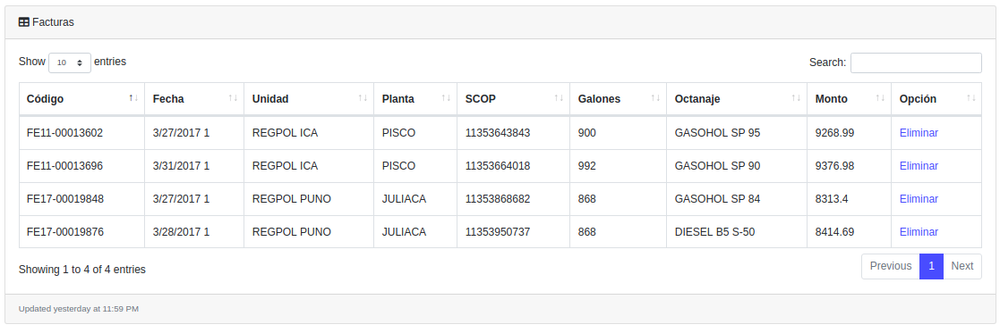 Facturas
Show 10 entries Search:
Código Fecha Unidad Planta SCOP Galones Octanaje Monto Opción
FE11-00013602 3/27/2017 1 REGPOL ICA PISCO 11353643843 900 GASOHOL SP 95 9268.99 Eliminar
FE11-00013696 3/31/2017 1 REGPOL ICA PISCO 11353664018 992 GASOHOL SP 90 9376.98 Eliminar
FE17-00019848 3/27/2017 1 REGPOL PUNO JULIACA 11353868682 868 GASOHOL SP 84 8313.4 Eliminar
FE17-00019876 3/28/2017 1 REGPOL PUNO JULIACA 11353950737 868 DIESEL B5 S-50 8414.69 Eliminar
Showing 1 to 4 of 4 entries Previous 1 Next
Updated yesterday at 11:59 PM